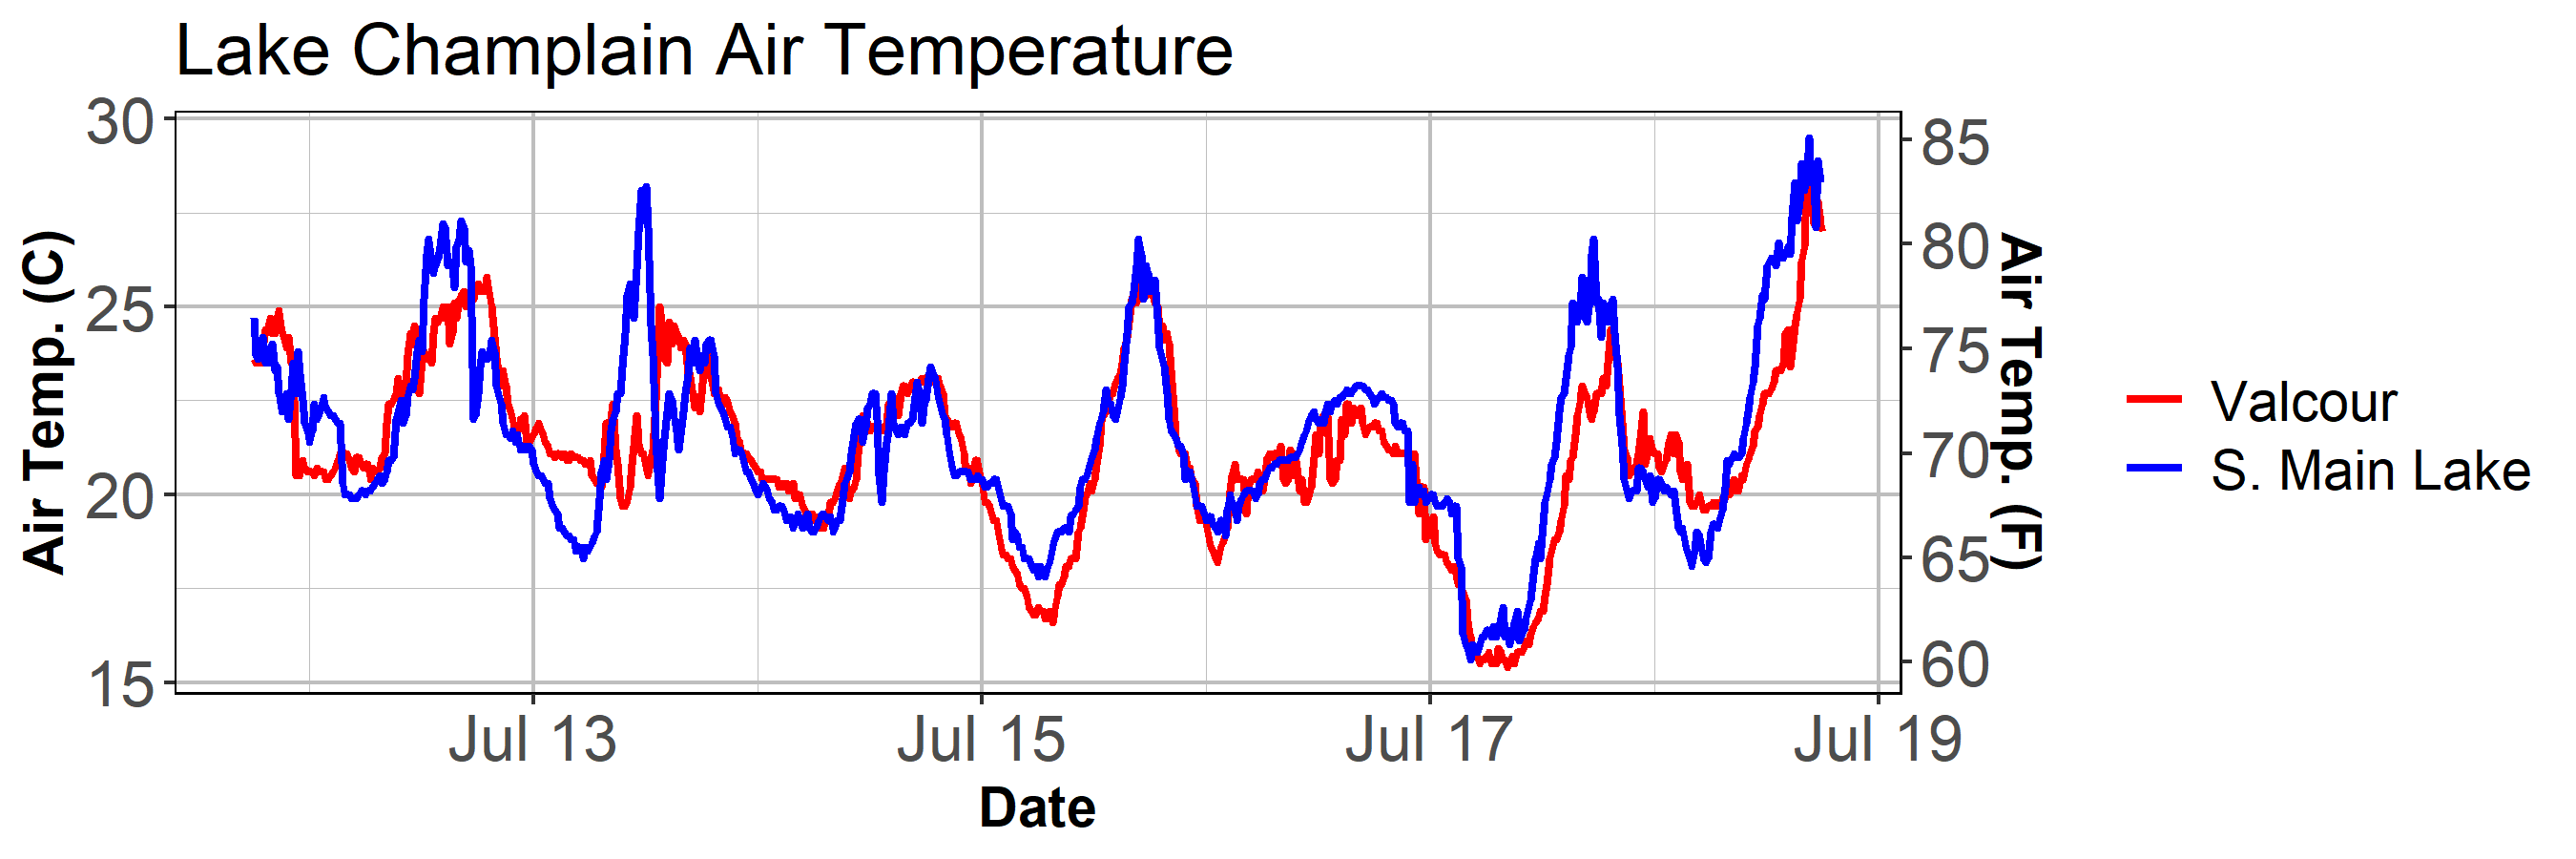 Lake Champlain Air Temperature
30
25
20
15
Air Temp. (C)
85
80
75
70
65
60
Air Temp. (F)
Jul 13
Jul 15
Jul 17
Jul 19
Date
Valcour
S. Main Lake